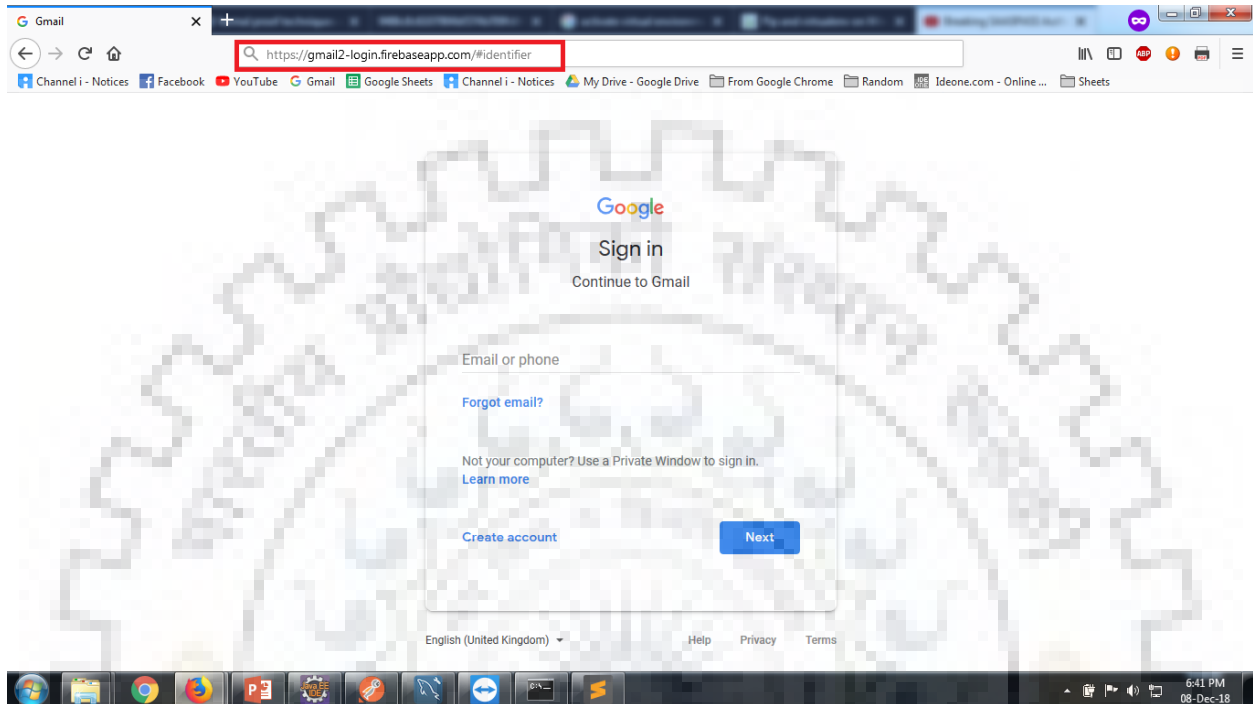 Gmail
https://gmail2-login.firebaseapp.com/#identifier
Channel i - Notices Facebook YouTube Gmail Google Sheets Channel i - Notices My Drive - Google Drive From Google Chrome Random Ideone.com - Online ... Sheets
Google
Sign in
Continue to Gmail
Email or phone
Forgot email?
Not your computer? Use a Private Window to sign in.
Learn more
Create account Next
English (United Kingdom) Help Privacy Terms
6:41 PM
08-Dec-18